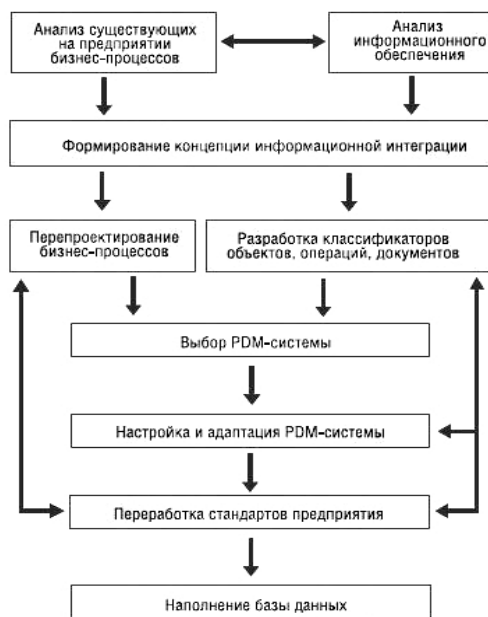 Анализ существующих
на предприятии
бизнес-процессов
Анализ
информационного
обеспечения
Формирование концепции информационной интеграции
Перепроектирование
бизнес-процессов
Разработка классификаторов
объектов, операций, документов
Выбор PDM-системы
Настройка и адаптация PDM-системы
Переработка стандартов предприятия
Наполнение базы данных